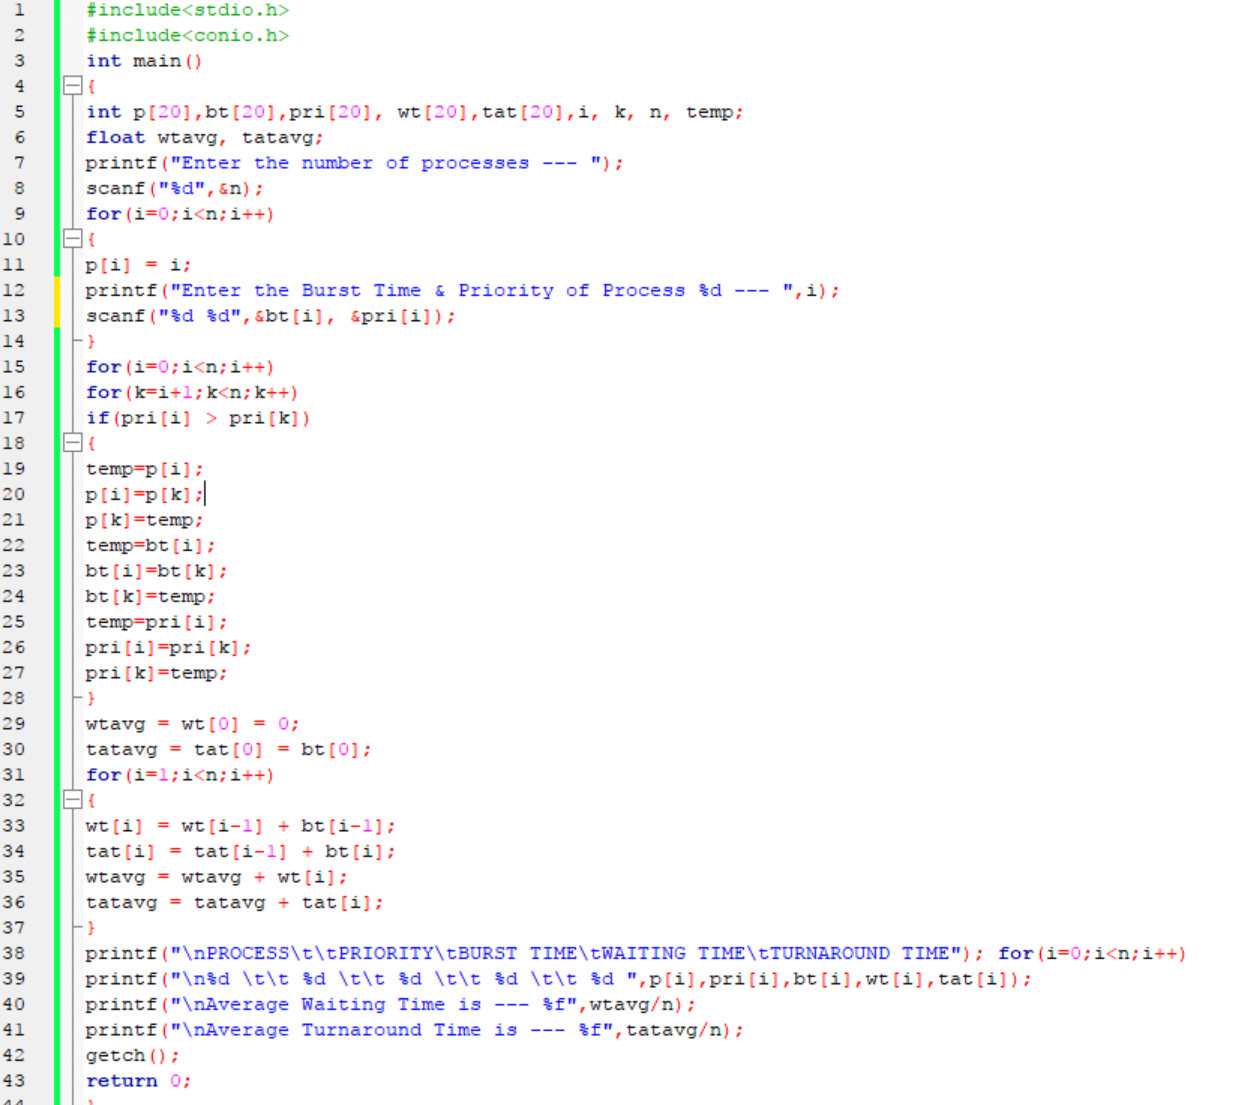 1 #include<stdio.h>
2 #include<conio.h>
3 int main()
4 {
5 int p[20],bt[20],pri[20], wt[20],tat[20],i, k, n, temp;
6 float wtavg, tatavg;
7 printf("Enter the number of processes --- ");
8 scanf("%d",&n);
9 for(i=0;i<n;i++)
10 {
11 p[i] = i;
12 printf("Enter the Burst Time & Priority of Process %d --- ",i);
13 scanf("%d %d",&bt[i], &pri[i]);
14 }
15 for(i=0;i<n;i++)
16 for(k=i+1;k<n;k++)
17 if(pri[i] > pri[k])
18 {
19 temp=p[i];
20 p[i]=p[k];
21 p[k]=temp;
22 temp=bt[i];
23 bt[i]=bt[k];
24 bt[k]=temp;
25 temp=pri[i];
26 pri[i]=pri[k];
27 pri[k]=temp;
28 }
29 wtavg = wt[0] = 0;
30 tatavg = tat[0] = bt[0];
31 for(i=1;i<n;i++)
32 {
33 wt[i] = wt[i-1] + bt[i-1];
34 tat[i] = tat[i-1] + bt[i];
35 wtavg = wtavg + wt[i];
36 tatavg = tatavg + tat[i];
37 }
38 printf("\nPROCESS\t\tPRIORITY\tBURST TIME\tWAITING TIME\tTURNAROUND TIME"); for(i=0;i<n;i++)
39 printf("\n%d \t\t %d \t\t %d \t\t %d \t\t %d ",p[i],pri[i],bt[i],wt[i],tat[i]);
40 printf("\nAverage Waiting Time is --- %f",wtavg/n);
41 printf("\nAverage Turnaround Time is --- %f",tatavg/n);
42 getch();
43 return 0;